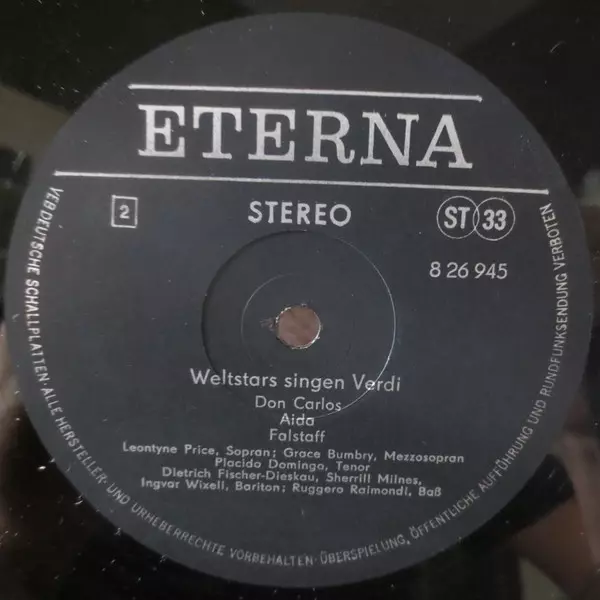 ETERNA
2
STEREO
ST 33
8 26 945
Weltstars singen Verdi
Don Carlos
Aida
Falstaff
Leontyne Price, Sopran; Grace Bumbry, Mezzosopran
Placido Domingo, Tenor
Dietrich Fischer-Dieskau, Sherrill Milnes,
Ingvar Wixell, Bariton; Ruggero Raimondi, Baß
VEB DEUTSCHE SCHALLPLATTEN · ALLE HERSTELLER- UND URHEBERRECHTE VORBEHALTEN · ÜBERSPIELUNG, ÖFFENTLICHE AUFFÜHRUNG UND RUNDFUNKSENDUNG VERBOTEN